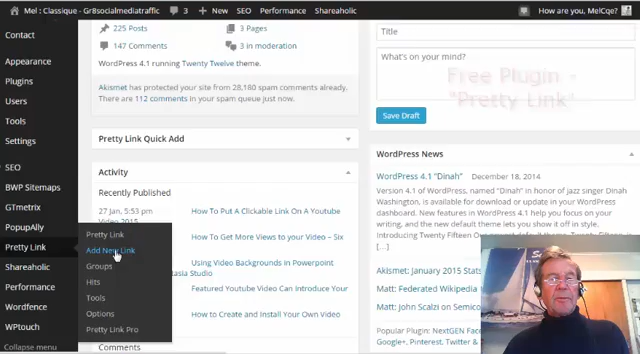 Mel : Classique - Gr8socialmediatraffic
3
+ New
SEO
Performance
Shareaholic
How are you, MelCqe?
Contact
Appearance
Plugins
Users
Tools
Settings
SEO
BWP Sitemaps
GTmetrix
PopupAlly
Pretty Link
Shareaholic
Performance
Wordfence
WPtouch
Collapse menu
Pretty Link
Add New Link
Groups
Hits
Tools
Options
Pretty Link Pro
225 Posts
3 Pages
147 Comments
3 in moderation
WordPress 4.1 running Twenty Twelve theme.
Akismet has protected your site from 28,180 spam comments already.
There are 112 comments in your spam queue just now.
Pretty Link Quick Add
Activity
Recently Published
27 Jan, 5:53 pm
How To Put A Clickable Link On A Youtube
Video 2015
How To Get More Views to your Video – Six
Using Video Backgrounds in Powerpoint
tasia Studio
Featured Youtube Video Can Introduce Your
How to Create and Install Your Own Video
Comments
Title
What's on your mind?
Free Plugin -
"Pretty Link"
Save Draft
WordPress News
WordPress 4.1 "Dinah"
December 18, 2014
Version 4.1 of WordPress, named "Dinah" in honor of jazz singer Dinah
Washington, is available for download or update in your WordPress
dashboard. New features in WordPress 4.1 help you focus on your
writing, and the new default theme lets you show it off in style.
Introducing Twenty Fifteen Our
[...]
Akismet: January 2015 Stats
Matt: Federated Wikipedia
Matt: John Scalzi on
Popular Plugin: NextGEN
Google+, Pinterest,